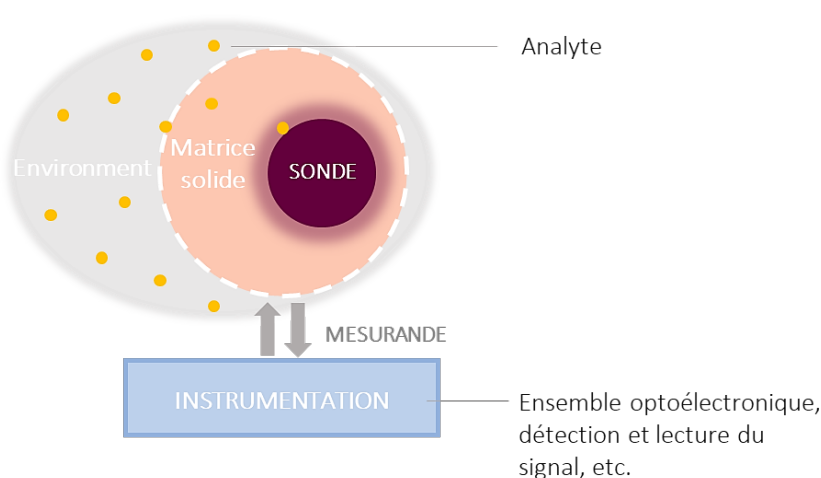 Analyte
Environment
Matrice
solide
SONDE
MESURANDE
INSTRUMENTATION
Ensemble optoélectronique,
détection et lecture du
signal, etc.